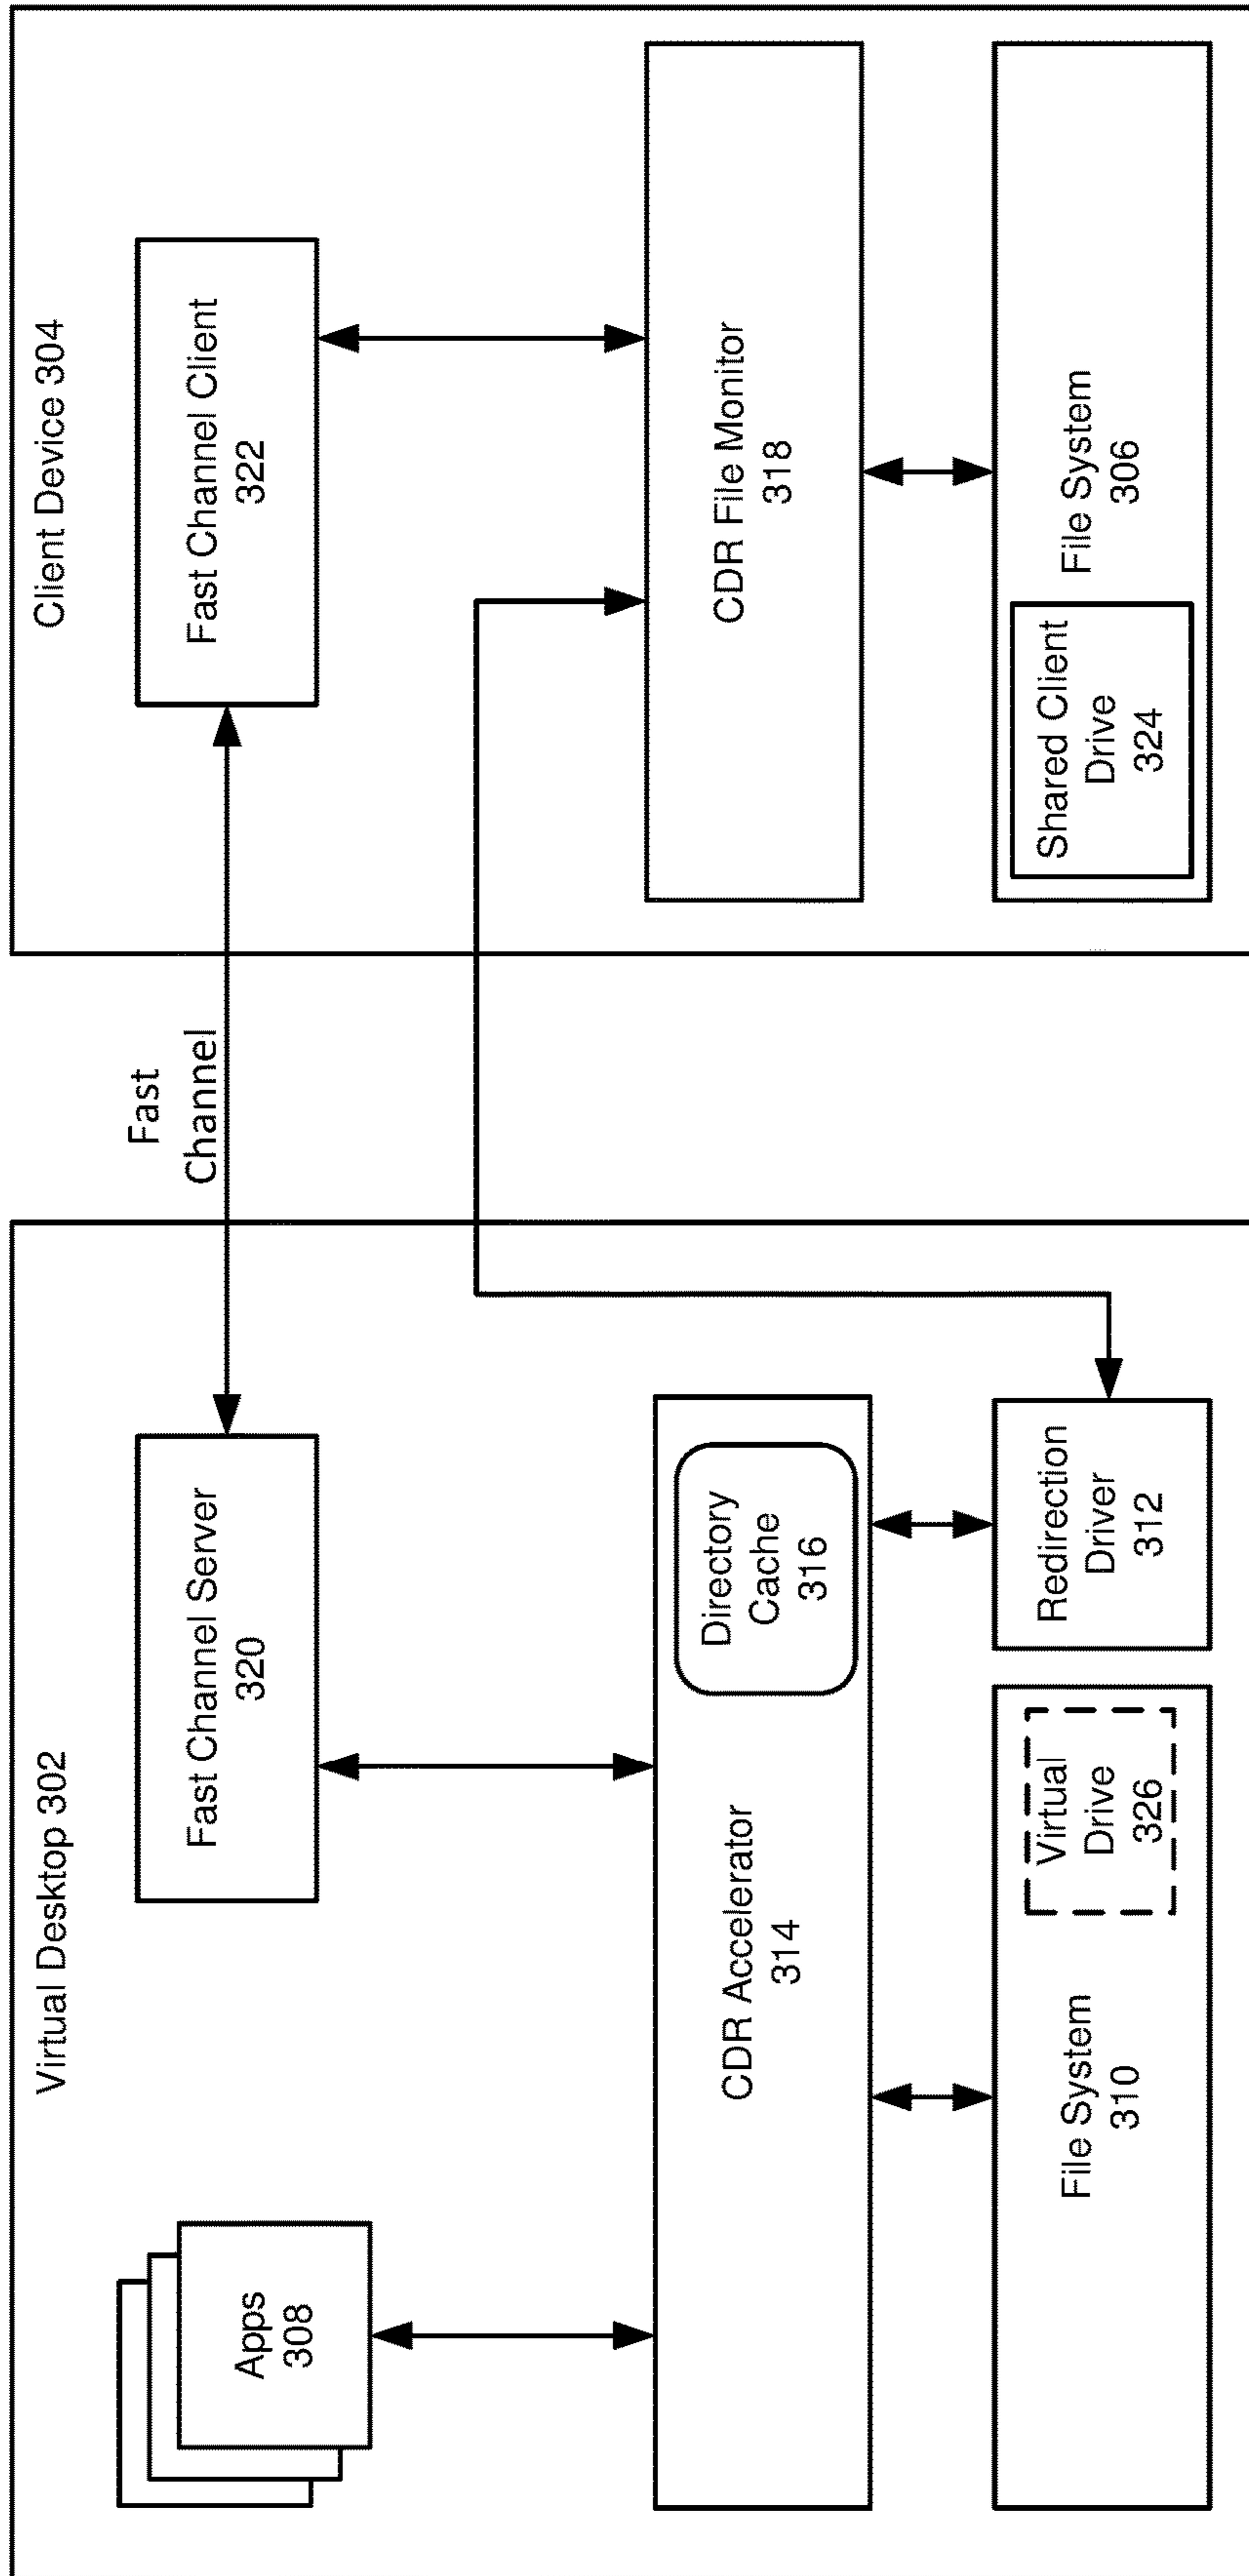 Virtual Desktop 302
Apps
308
Fast Channel Server
320
CDR Accelerator
314
Directory
Cache
316
File System
310
Virtual
Drive
326
Redirection
Driver
312
Fast
Channel
Client Device 304
Fast Channel Client
322
CDR File Monitor
318
Shared Client
Drive
324
File System
306